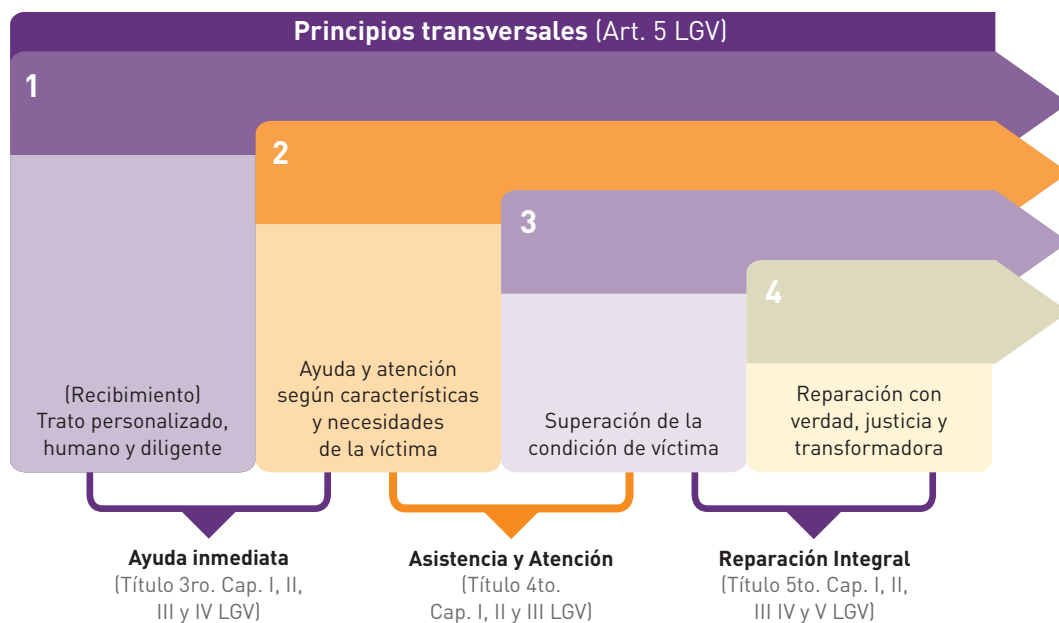 Principios transversales (Art. 5 LGV)
1
2
3
4
(Recibimiento)
Trato personalizado,
humano y diligente
Ayuda y atención
según características
y necesidades
de la víctima
Superación de la
condición de víctima
Reparación con
verdad, justicia y
transformadora
Ayuda inmediata
(Título 3ro. Cap. I, II,
III y IV LGV)
Asistencia y Atención
(Título 4to.
Cap. I, II y III LGV)
Reparación Integral
(Título 5to. Cap. I, II,
III IV y V LGV)